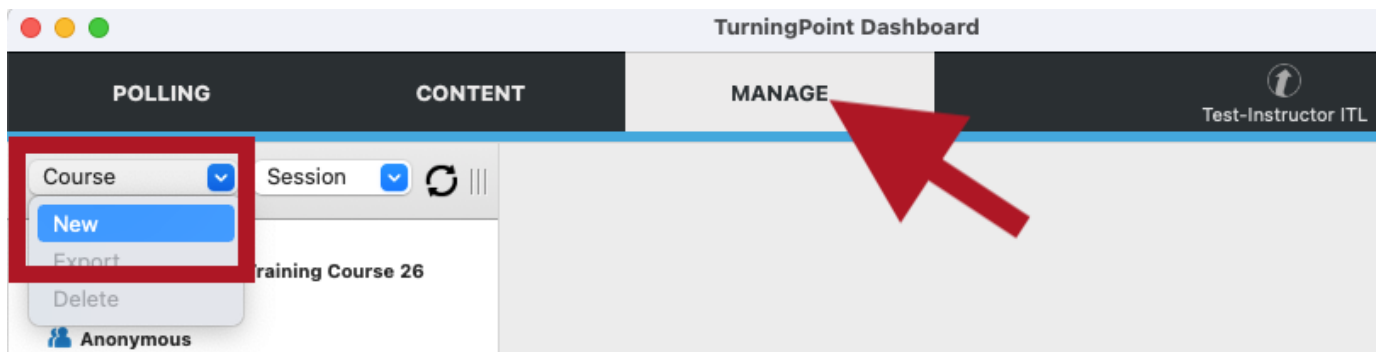 TurningPoint Dashboard
POLLING CONTENT MANAGE
Test-Instructor ITL
Course Session
New
Export
Training Course 26
Delete
Anonymous